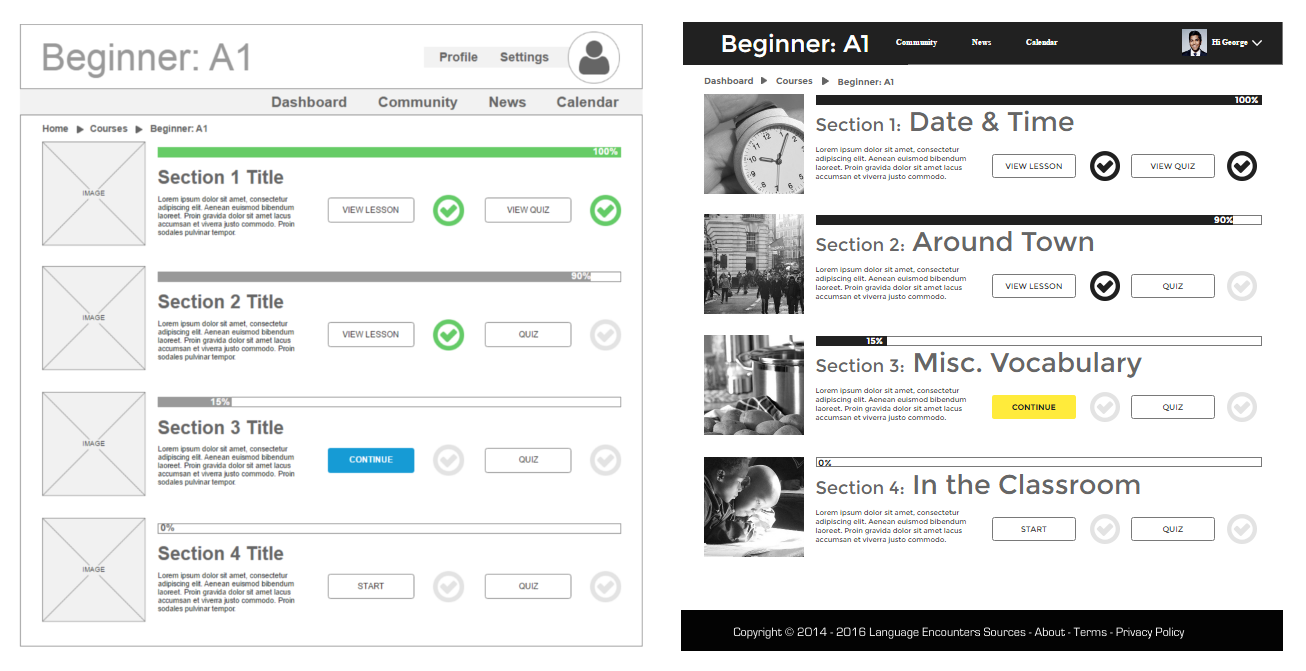 Beginner: A1
Profile Settings
Dashboard Community News Calendar
Home Courses Beginner: A1
IMAGE
100%
Section 1 Title
Lorem ipsum dolor sit amet, consectetur
adipiscing elit. Aenean euismod bibendum
laoreet. Proin gravida dolor sit amet lacus
accumsan et viverra justo commodo. Proin
sodales pulvinar tempor.
VIEW LESSON
VIEW QUIZ
IMAGE
90%
Section 2 Title
Lorem ipsum dolor sit amet, consectetur
adipiscing elit. Aenean euismod bibendum
laoreet. Proin gravida dolor sit amet lacus
accumsan et viverra justo commodo. Proin
sodales pulvinar tempor.
VIEW LESSON
QUIZ
IMAGE
15%
Section 3 Title
Lorem ipsum dolor sit amet, consectetur
adipiscing elit. Aenean euismod bibendum
laoreet. Proin gravida dolor sit amet lacus
accumsan et viverra justo commodo. Proin
sodales pulvinar tempor.
CONTINUE
QUIZ
IMAGE
0%
Section 4 Title
Lorem ipsum dolor sit amet, consectetur
adipiscing elit. Aenean euismod bibendum
laoreet. Proin gravida dolor sit amet lacus
accumsan et viverra justo commodo. Proin
sodales pulvinar tempor.
START
QUIZ
Beginner: A1 Community News Calendar Hi George
Dashboard Courses Beginner: A1
100%
Section 1: Date & Time
Lorem ipsum dolor sit amet, consectetur
adipiscing elit. Aenean euismod bibendum
laoreet. Proin gravida dolor sit amet lacus
accumsan et viverra justo commodo.
VIEW LESSON
VIEW QUIZ
90%
Section 2: Around Town
Lorem ipsum dolor sit amet, consectetur
adipiscing elit. Aenean euismod bibendum
laoreet. Proin gravida dolor sit amet lacus
accumsan et viverra justo commodo.
VIEW LESSON
QUIZ
15%
Section 3: Misc. Vocabulary
Lorem ipsum dolor sit amet, consectetur
adipiscing elit. Aenean euismod bibendum
laoreet. Proin gravida dolor sit amet lacus
accumsan et viverra justo commodo.
CONTINUE
QUIZ
0%
Section 4: In the Classroom
Lorem ipsum dolor sit amet, consectetur
adipiscing elit. Aenean euismod bibendum
laoreet. Proin gravida dolor sit amet lacus
accumsan et viverra justo commodo.
START
QUIZ
Copyright © 2014 - 2016 Language Encounters Sources - About - Terms - Privacy Policy